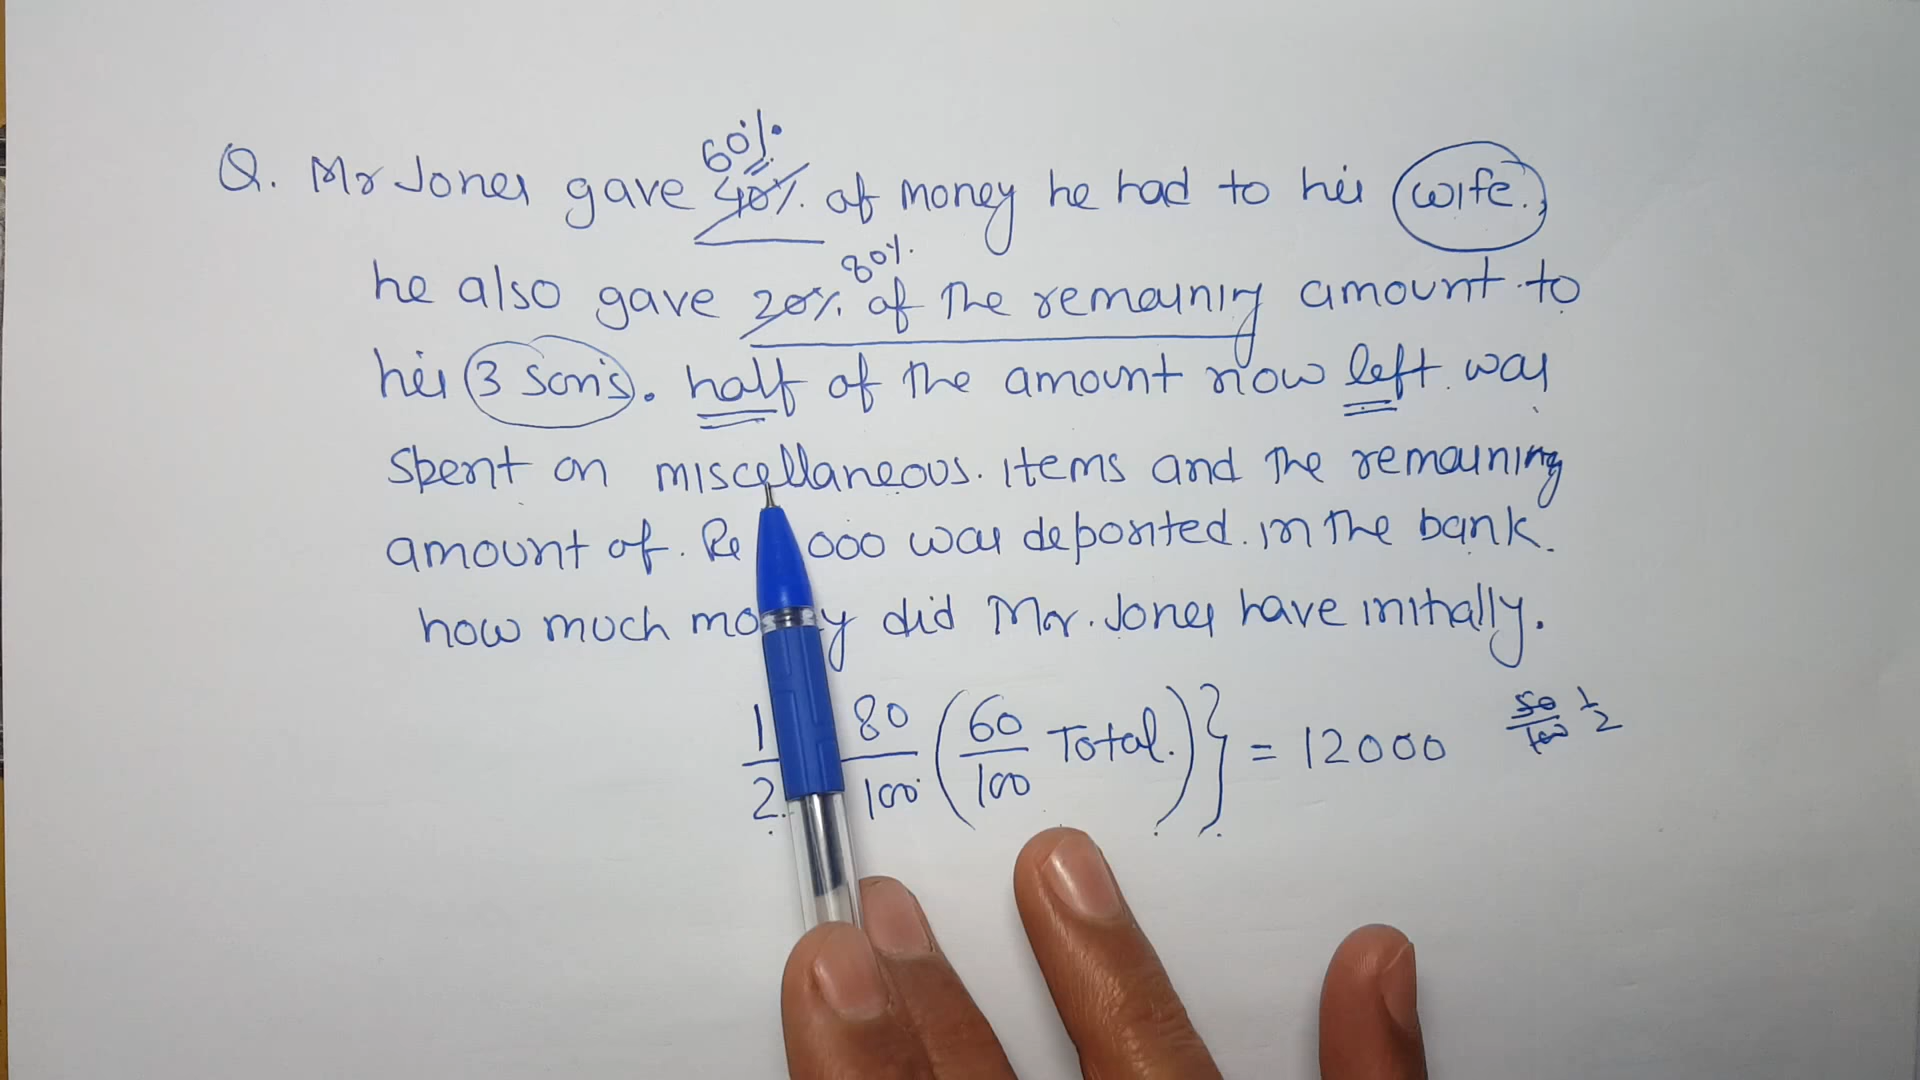 60%
Q. Mr Jones gave 40% of money he had to his wife.,
80%.
he also gave 20% of the remaining amount to
his 3 son's. half of the amount now left was
spent on miscellaneous. items and the remaining
amount of. Rs 000 was deposited. in the bank.
how much mo y did Mr. Jones have initially.
1/2 80/100 (60/100 Total.)} = 12000 50/100 1/2